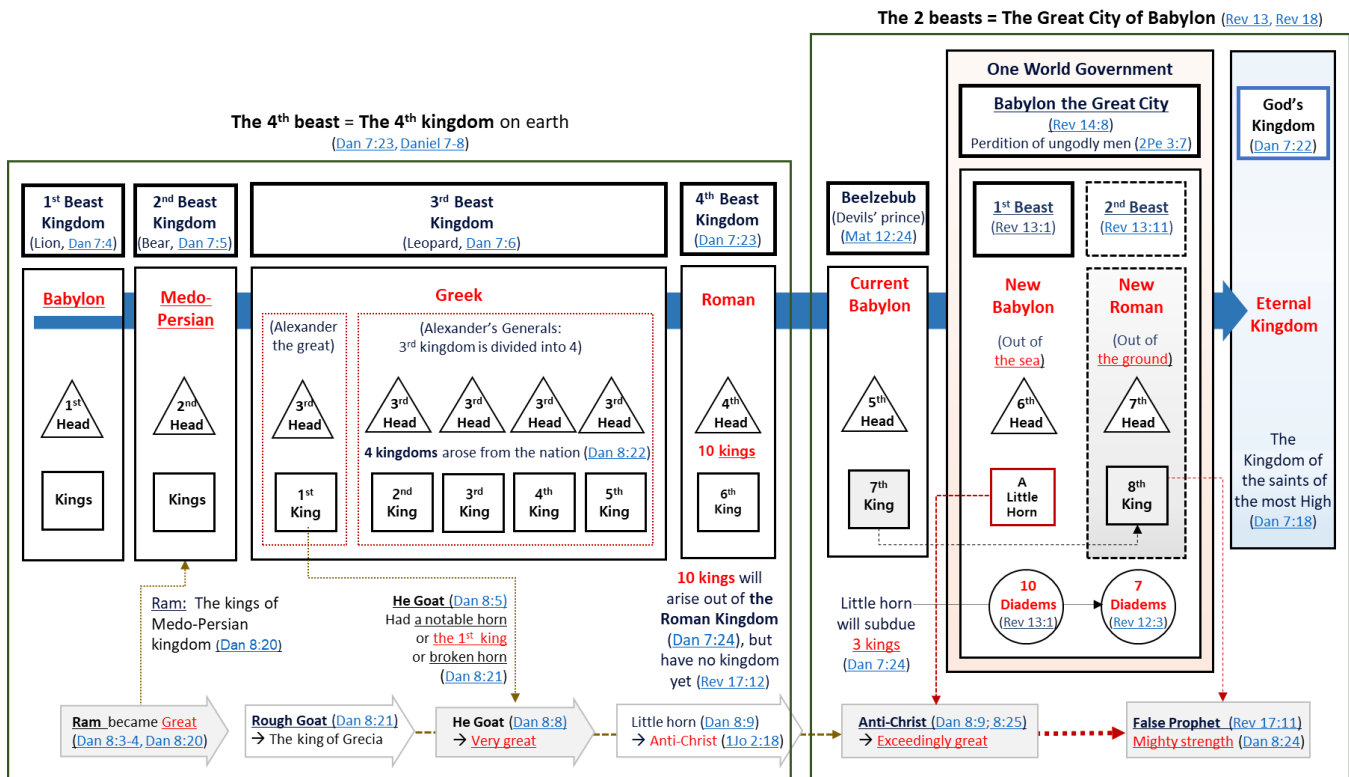 The 2 beasts = The Great City of Babylon (Rev 13, Rev 18)
The 4th beast = The 4th kingdom on earth
(Dan 7:23, Daniel 7-8)
1st Beast
Kingdom
(Lion, Dan 7:4)
2nd Beast
Kingdom
(Bear, Dan 7:5)
3rd Beast
Kingdom
(Leopard, Dan 7:6)
4th Beast
Kingdom
(Dan 7:23)
Babylon
Medo-
Persian
Greek
Roman
(Alexander
the great)
(Alexander's Generals:
3rd kingdom is divided into 4)
1st
Head
2nd
Head
3rd
Head
3rd
Head
3rd
Head
3rd
Head
3rd
Head
4th
Head
4 kingdoms arose from the nation (Dan 8:22)
10 kings
Kings
Kings
1st
King
2nd
King
3rd
King
4th
King
5th
King
6th
King
Ram: The kings of
Medo-Persian
kingdom (Dan 8:20)
He Goat (Dan 8:5)
Had a notable horn
or the 1st king
or broken horn
(Dan 8:21)
10 kings will
arise out of the
Roman Kingdom
(Dan 7:24), but
have no kingdom
yet (Rev 17:12)
One World Government
Babylon the Great City
(Rev 14:8)
Perdition of ungodly men (2Pe 3:7)
God's
Kingdom
(Dan 7:22)
Beelzebub
(Devils' prince)
(Mat 12:24)
1st Beast
(Rev 13:1)
2nd Beast
(Rev 13:11)
Current
Babylon
New
Babylon
New
Roman
Eternal
Kingdom
(Out of
the sea)
(Out of
the ground)
5th
Head
6th
Head
7th
Head
7th
King
A
Little
Horn
8th
King
The
Kingdom of
the saints of
the most High
(Dan 7:18)
Little horn
will subdue
3 kings
(Dan 7:24)
10
Diadems
(Rev 13:1)
7
Diadems
(Rev 12:3)
Ram became Great
(Dan 8:3-4, Dan 8:20)
Rough Goat (Dan 8:21)
→ The king of Grecia
He Goat (Dan 8:8)
→ Very great
Little horn (Dan 8:9)
→ Anti-Christ (1Jo 2:18)
Anti-Christ (Dan 8:9; 8:25)
→ Exceedingly great
False Prophet (Rev 17:11)
Mighty strength (Dan 8:24)